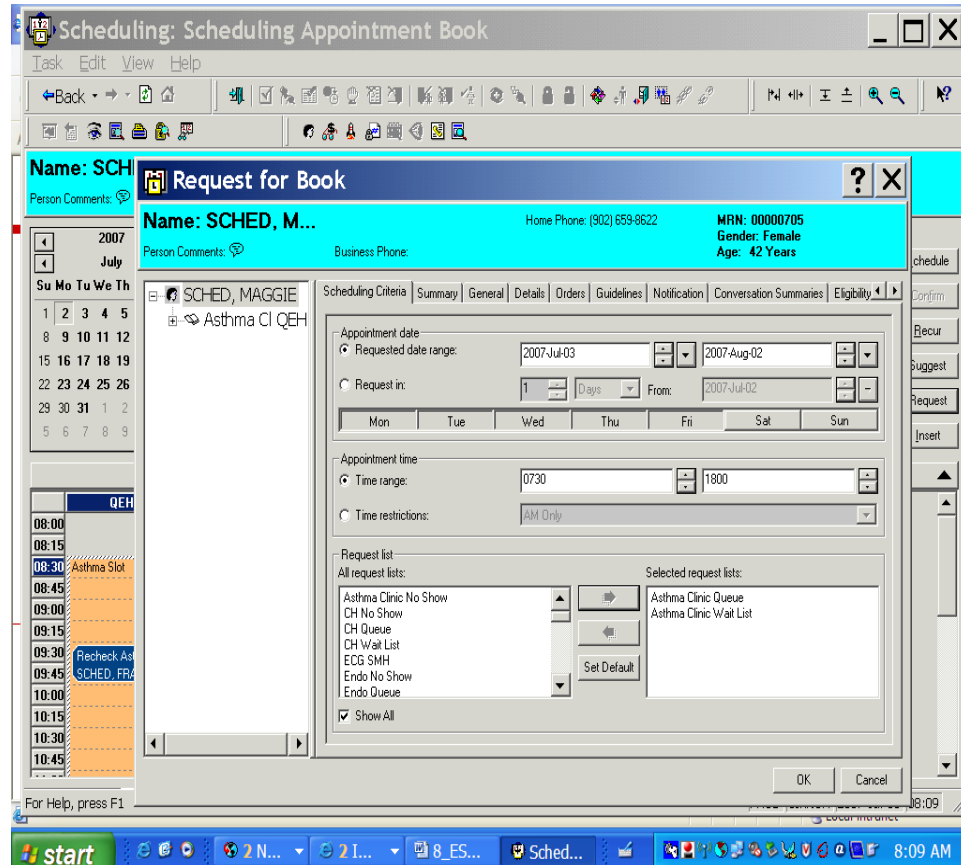 Scheduling: Scheduling Appointment Book
Task Edit View Help
Back
Name: SCH
Person Comments:
2007
July
Su Mo Tu We Th
1 2 3 4 5
8 9 10 11 12
15 16 17 18 19
22 23 24 25 26
29 30 31 1 2
5 6 7 8 9
QEH
08:00
08:15
08:30 Asthma Slot
08:45
09:00
09:15
09:30 Recheck Ast
09:45 SCHED, FRA
10:00
10:15
10:30
10:45
chedule
Confirm
Recur
Suggest
Request
Insert
Request for Book
Name: SCHED, M...
Home Phone: (902) 659-8622
MRN: 00000705
Gender: Female
Person Comments:
Business Phone:
Age: 42 Years
SCHED, MAGGIE
Asthma Cl QEH
Scheduling Criteria Summary General Details Orders Guidelines Notification Conversation Summaries Eligibility
Appointment date
Requested date range: 2007-Jul-03 2007-Aug-02
Request in: 1 Days From: 2007-Jul-02
Mon Tue Wed Thu Fri Sat Sun
Appointment time
Time range: 0730 1800
Time restrictions: AM Only
Request list
All request lists:
Asthma Clinic No Show
CH No Show
CH Queue
CH Wait List
ECG SMH
Endo No Show
Endo Queue
Set Default
Selected request lists:
Asthma Clinic Queue
Asthma Clinic Wait List
Show All
OK Cancel
For Help, press F1
08:09
start 2 N... 2 I... 8_ES... Sched... 8:09 AM